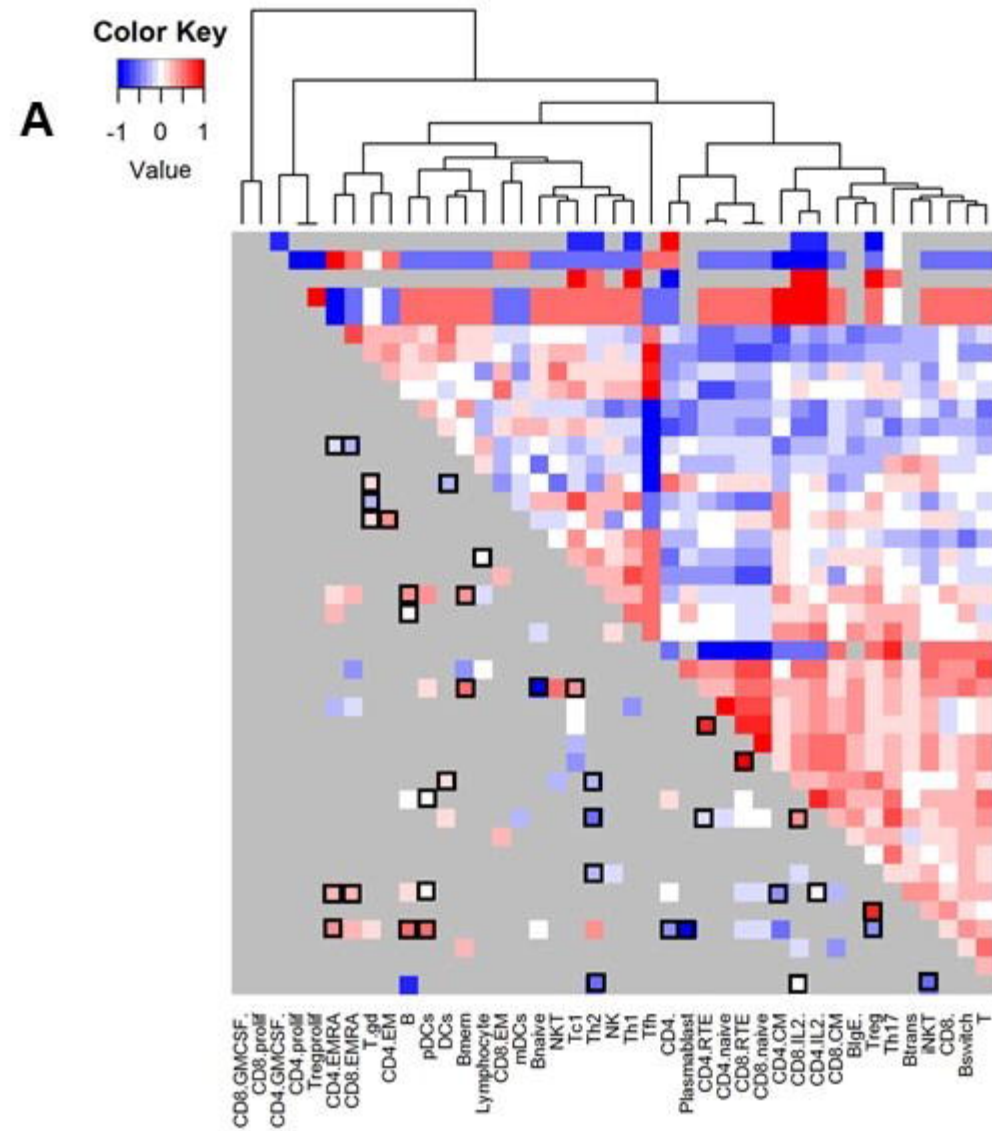 Color Key
A
-1 0 1
Value
CD8.GMCSF.
CD8.prolif
CD4.GMCSF.
CD4.prolif
Tregprolif
CD4.EMRA
CD8.EMRA
T.gd
CD4.EM
B
pDCs
DCs
Bmem
Lymphocyte
CD8.EM
mDCs
Bnaive
NKT
Tc1
Th2
NK
Th1
Tfh
CD4.
Plasmablast
CD4.RTE
CD4.naive
CD8.RTE
CD8.naive
CD4.CM
CD8.IL2.
CD4.IL2.
CD8.CM
BIgE.
Treg
Th17
Btrans
iNKT
CD8.
Bswitch
T